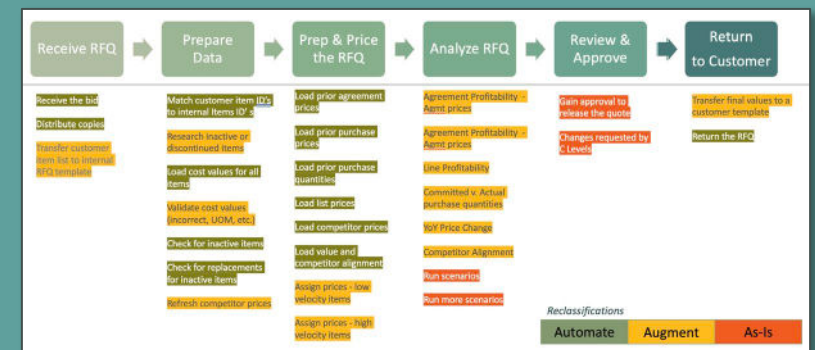 Receive RFQ
Prepare
Data
Prep & Price
the RFQ
Analyze RFQ
Review &
Approve
Return
to Customer
Receive the bid
Distribute copies
Transfer customer
item list to internal
RFQ template
Match customer item ID's
to internal Items ID' s
Research inactive or
discontinued items
Load cost values for all
items
Validate cost values
(incorrect, UOM, etc.)
Check for inactive items
Check for replacements
for inactive items
Refresh competitor prices
Load prior agreement
prices
Load prior purchase
prices
Load prior purchase
quantities
Load list prices
Load competitor prices
Load value and
competitor alignment
Assign prices - low
velocity items
Assign prices - high
velocity items
Agreement Profitability -
Agmt prices
Agreement Profitability -
Agmt prices
Line Profitability
Committed v. Actual
purchase quantities
YoY Price Change
Competitor Alignment
Run scenarios
Run more scenarios
Gain approval to
release the quote
Changes requested by
C Levels
Transfer final values to a
customer template
Return the RFQ
Reclassifications
Automate
Augment
As-Is